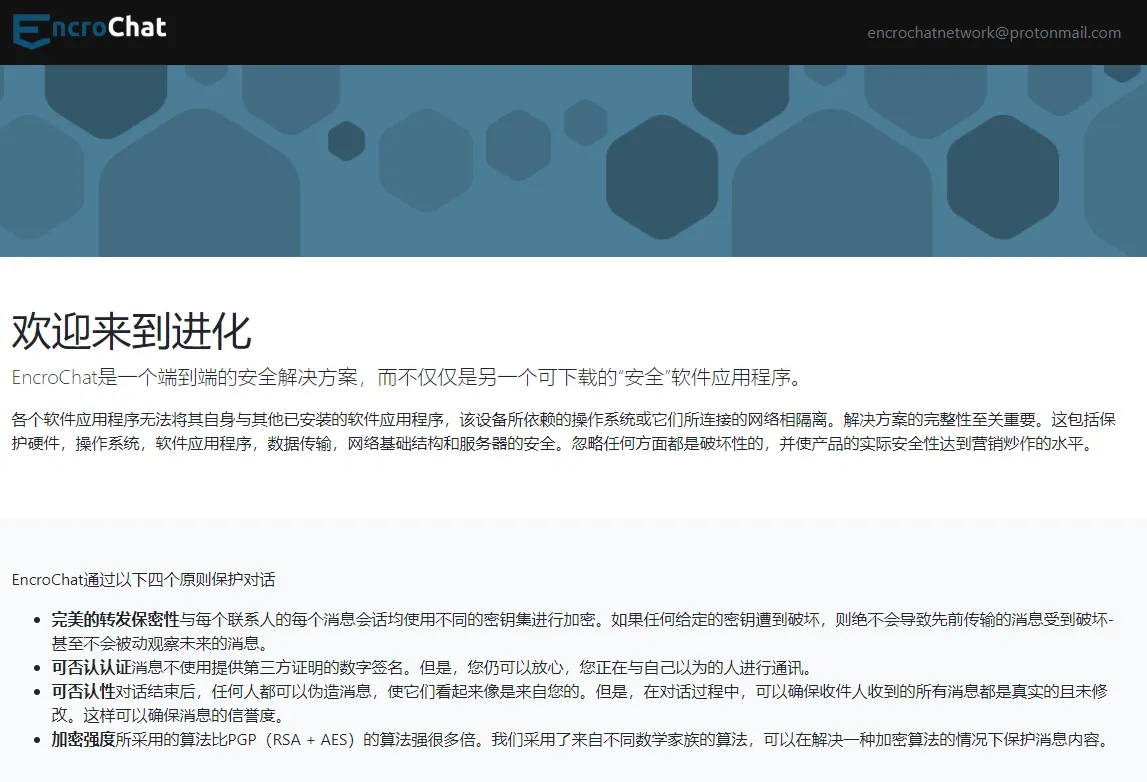 EncroChat
encrochatnetwork@protonmail.com
欢迎来到进化
EncroChat是一个端到端的安全解决方案，而不仅仅是另一个可下载的“安全”软件应用程序。
各个软件应用程序无法将其自身与其他已安装的软件应用程序，该设备所依赖的操作系统或它们所连接的网络相隔离。解决方案的完整性至关重要。这包括保
护硬件，操作系统，软件应用程序，数据传输，网络基础结构和服务器的安全。忽略任何方面都是破坏性的，并使产品的实际安全性达到营销炒作的水平。
EncroChat通过以下四个原则保护对话
• 完美的转发保密性与每个联系人的每个消息会话均使用不同的密钥集进行加密。如果任何给定的密钥遭到破坏，则绝不会导致先前传输的消息受到破坏-
甚至不会被动观察未来的消息。
• 可否认认证消息不使用提供第三方证明的数字签名。但是，您仍可以放心，您正在与自己以为的人进行通讯。
• 可否认性对话结束后，任何人都可以伪造消息，使它们看起来像是来自您的。但是，在对话过程中，可以确保收件人收到的所有消息都是真实的且未修
改。这样可以确保消息的信誉度。
• 加密强度所采用的算法比PGP（RSA + AES）的算法强很多倍。我们采用了来自不同数学家族的算法，可以在解决一种加密算法的情况下保护消息内容。